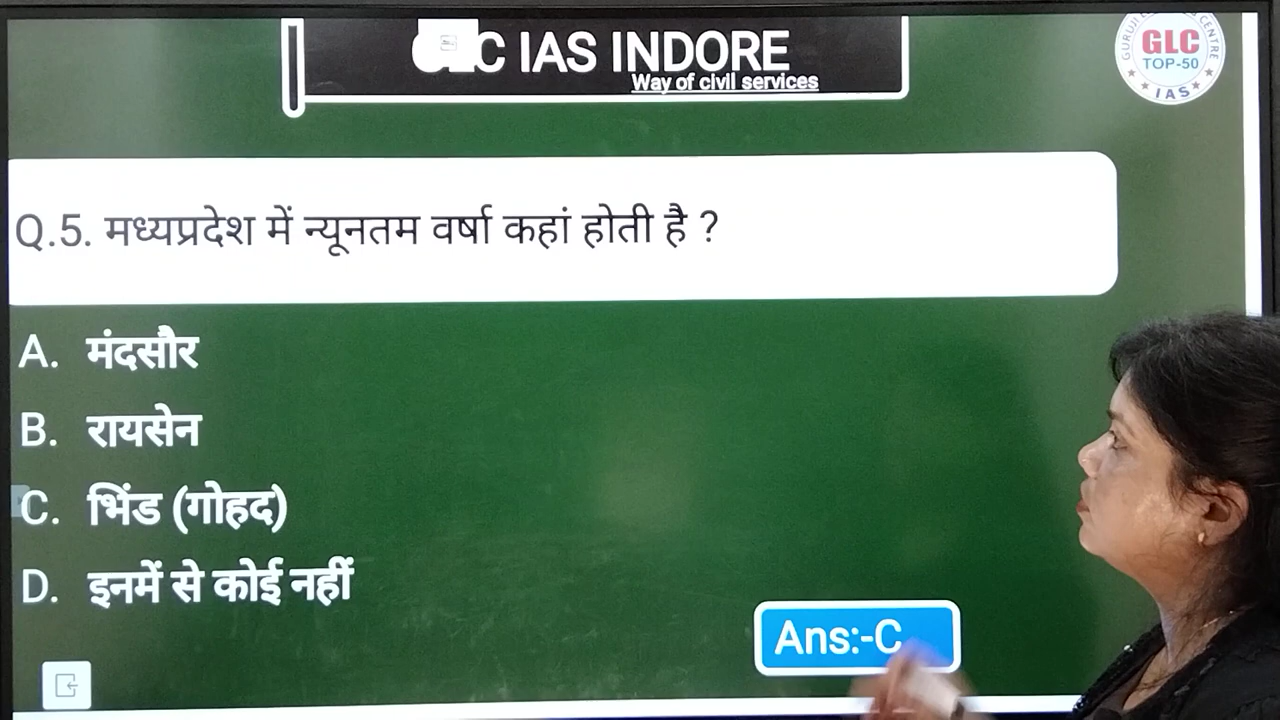 C IAS INDORE
Way of civil services
GLC
TOP-50
IAS
Q.5. मध्यप्रदेश में न्यूनतम वर्षा कहां होती है ?
A. मंदसौर
B. रायसेन
C. भिंड (गोहद)
D. इनमें से कोई नहीं
Ans:-C